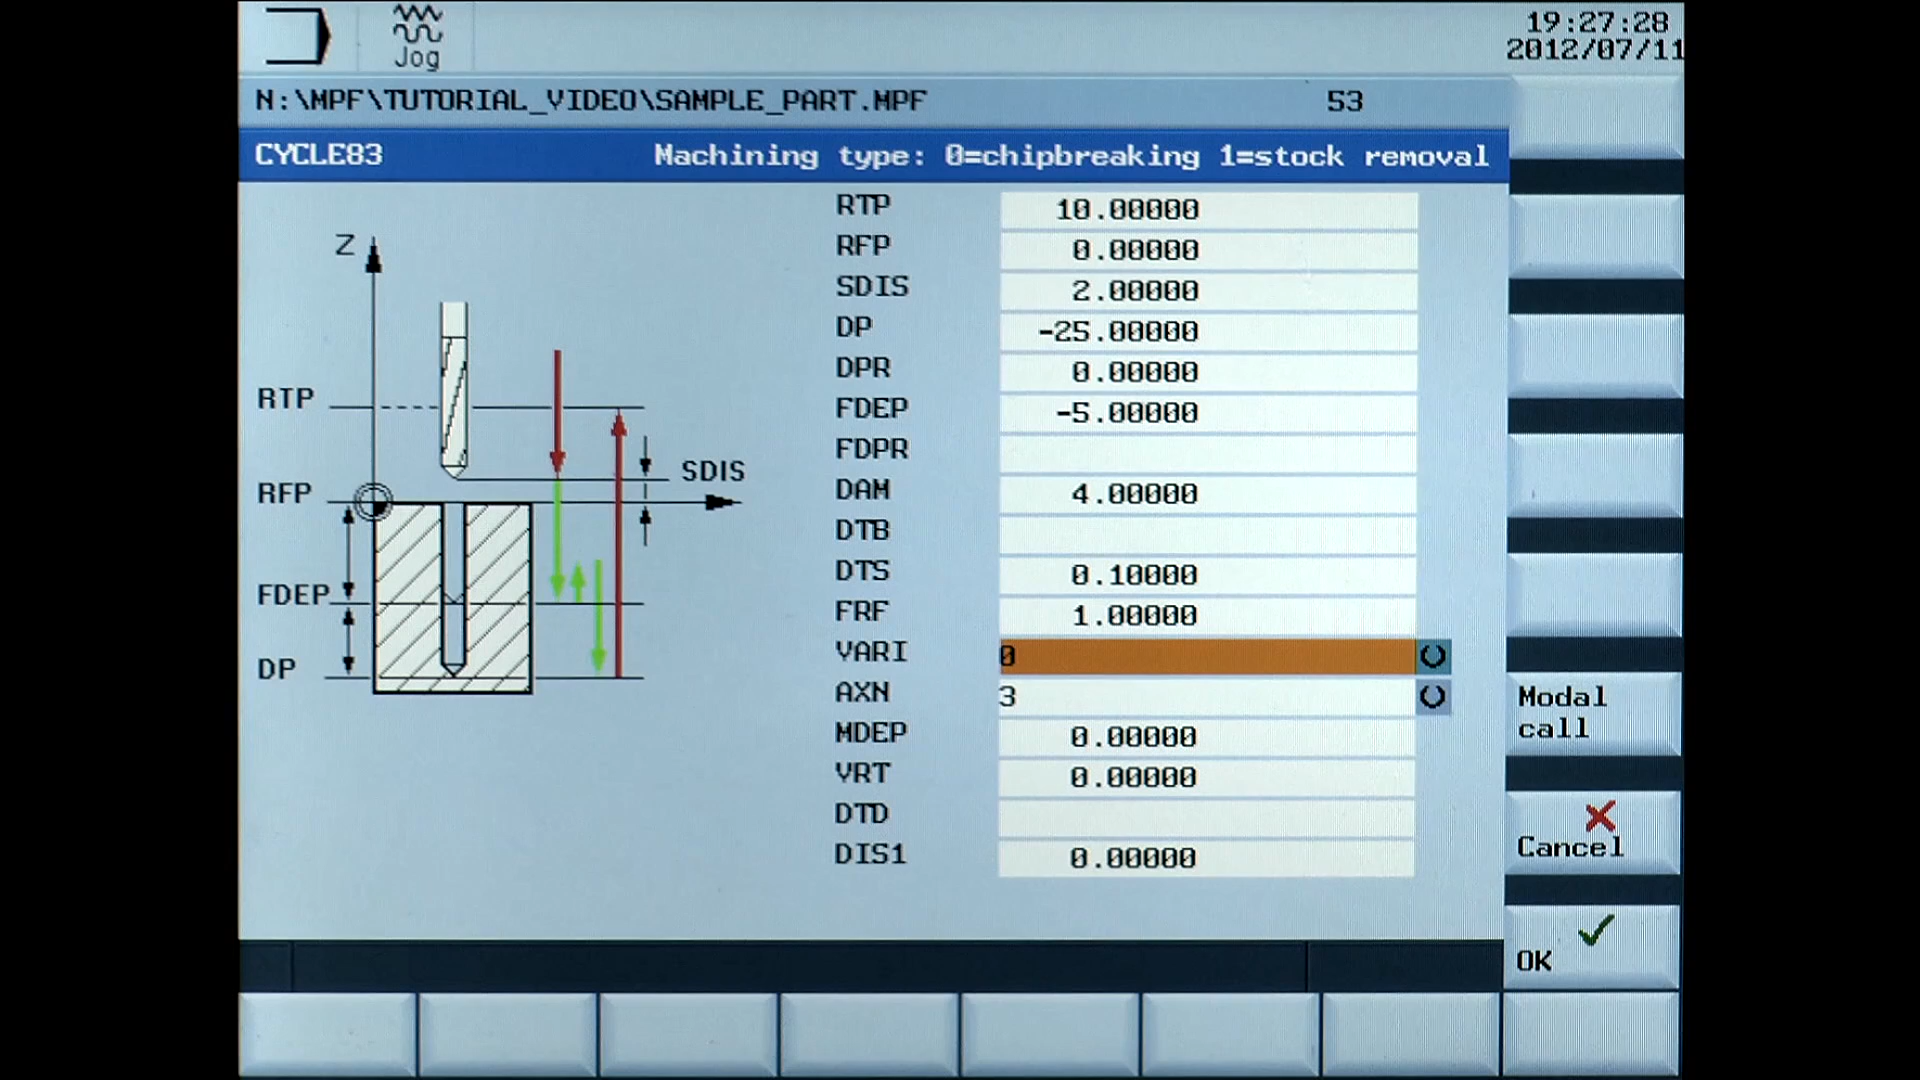 Jog
19:27:28
2012/07/11
N:\MPF\TUTORIAL_VIDEO\SAMPLE_PART.MPF 53
CYCLE83 Machining type: 0=chipbreaking 1=stock removal
Z
RTP
SDIS
RFP
FDEP
DP
RTP 10.00000
RFP 0.00000
SDIS 2.00000
DP -25.00000
DPR 0.00000
FDEP -5.00000
FDPR
DAM 4.00000
DTB
DTS 0.10000
FRF 1.00000
VARI 0
AXN 3
MDEP 0.00000
VRT 0.00000
DTD
DIS1 0.00000
Modal
call
Cancel
OK